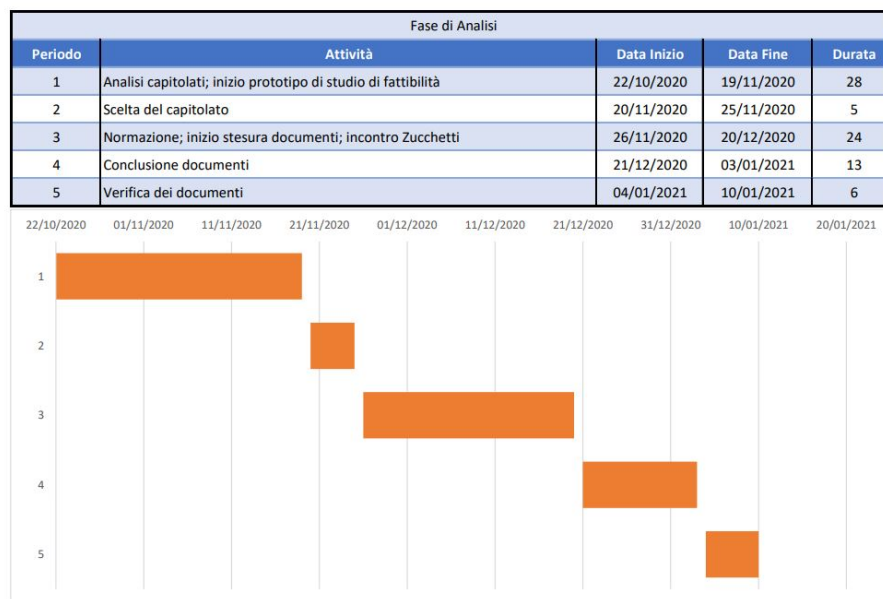 Fase di Analisi
Periodo Attività Data Inizio Data Fine Durata
1 Analisi capitolati; inizio prototipo di studio di fattibilità 22/10/2020 19/11/2020 28
2 Scelta del capitolato 20/11/2020 25/11/2020 5
3 Normazione; inizio stesura documenti; incontro Zucchetti 26/11/2020 20/12/2020 24
4 Conclusione documenti 21/12/2020 03/01/2021 13
5 Verifica dei documenti 04/01/2021 10/01/2021 6
22/10/2020 01/11/2020 11/11/2020 21/11/2020 01/12/2020 11/12/2020 21/12/2020 31/12/2020 10/01/2021 20/01/2021
1
2
3
4
5